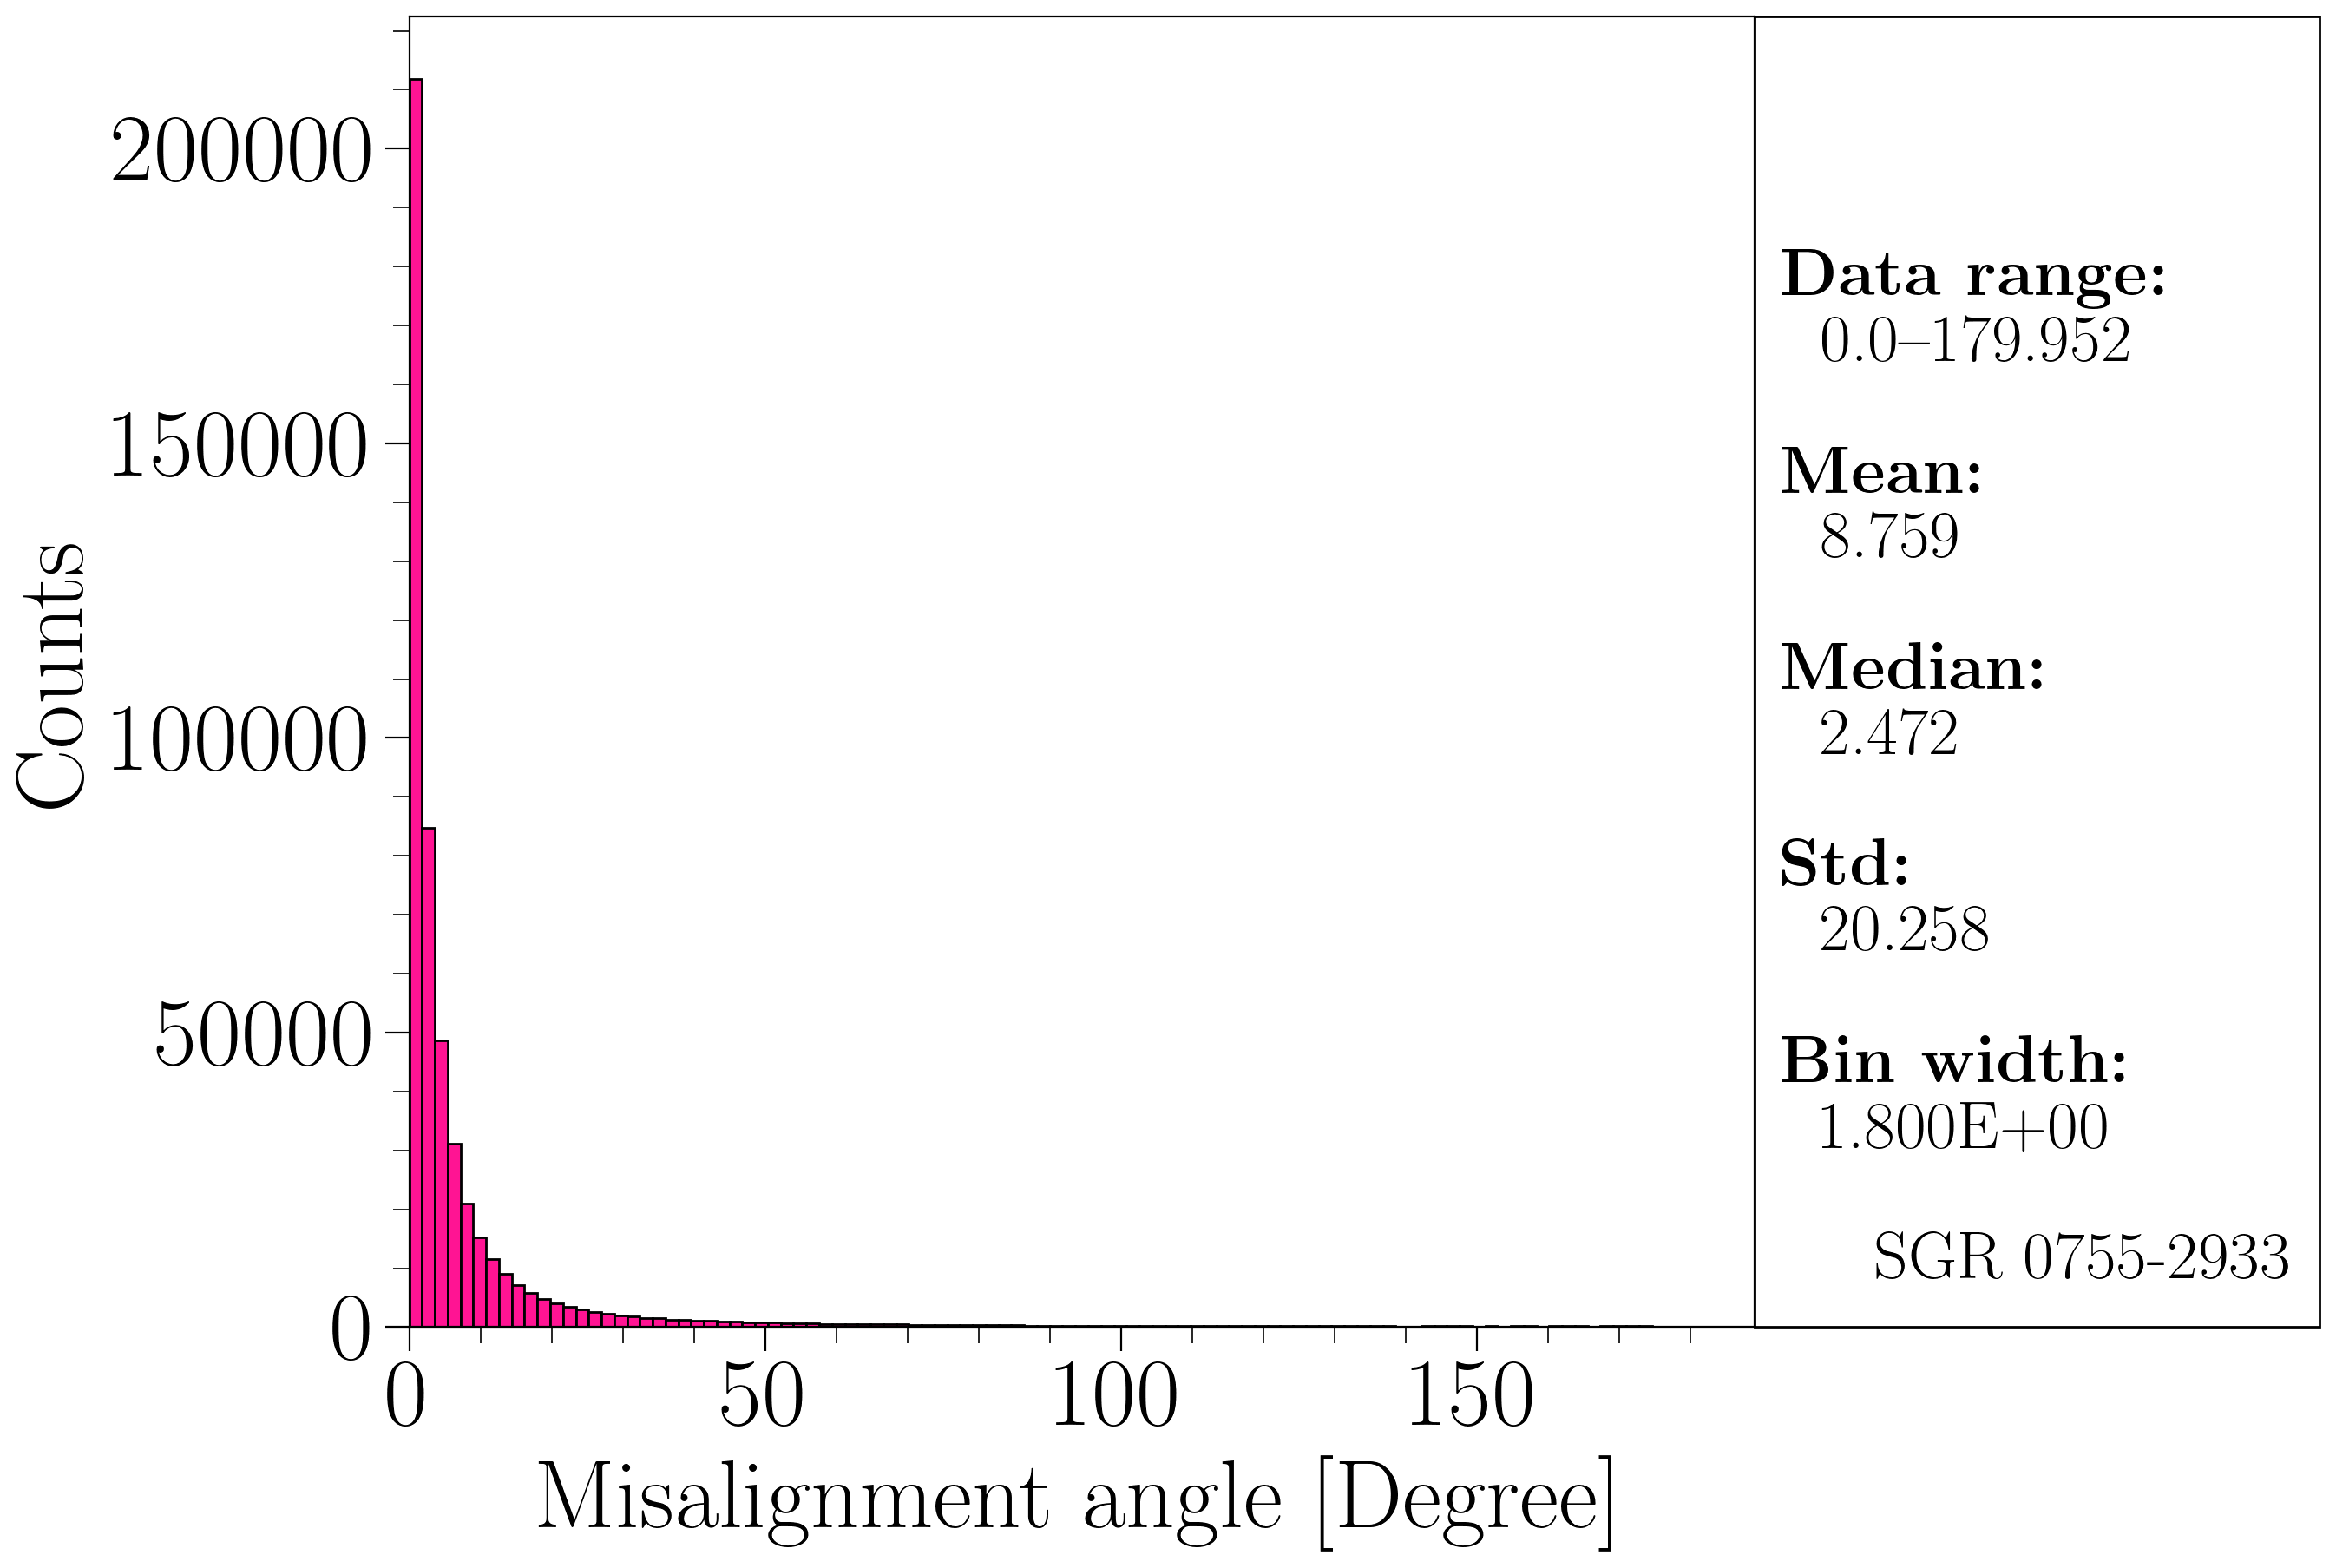 Counts
200000
150000
100000
50000
0
0 50 100 150
Misalignment angle [Degree]
Data range:
0.0–179.952
Mean:
8.759
Median:
2.472
Std:
20.258
Bin width:
1.800E+00
SGR 0755-2933